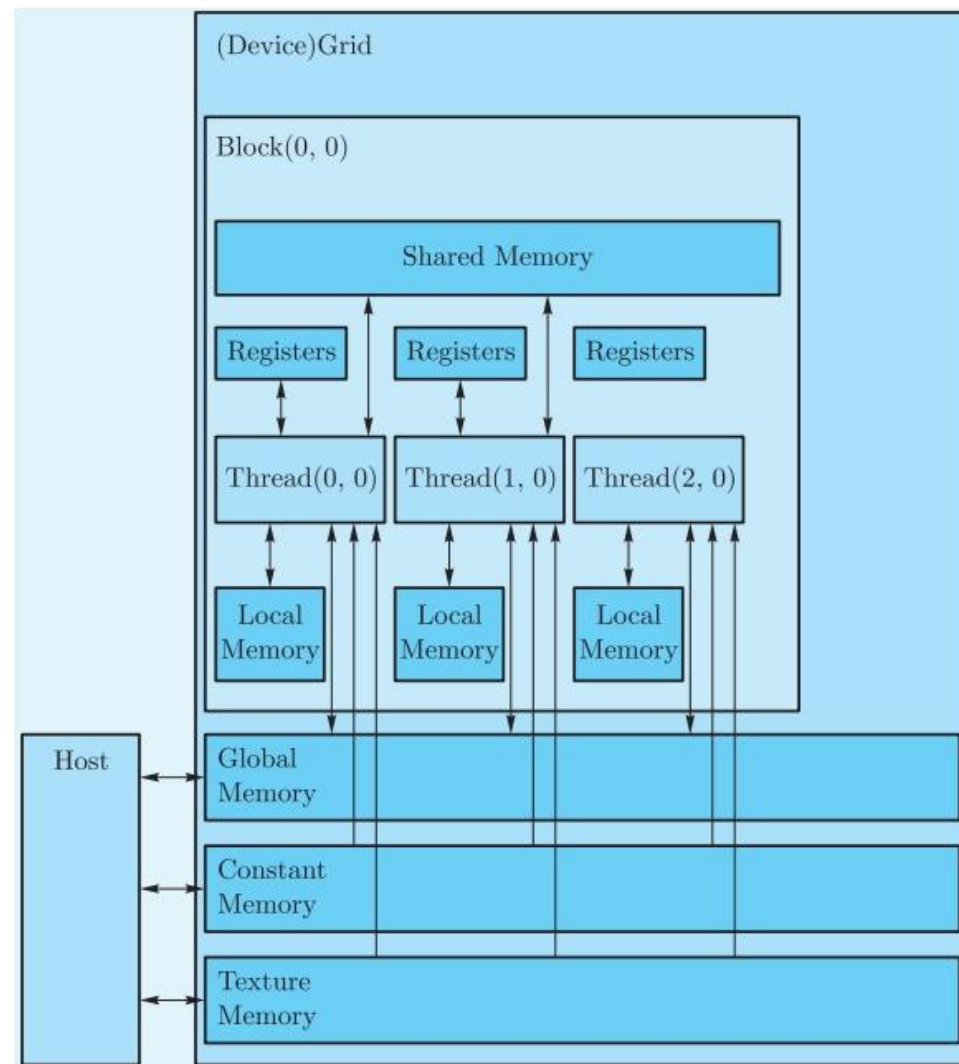 (Device)Grid
Block(0, 0)
Shared Memory
Registers
Registers
Registers
Thread(0, 0)
Thread(1, 0)
Thread(2, 0)
Local
Memory
Local
Memory
Local
Memory
Host
Global
Memory
Constant
Memory
Texture
Memory